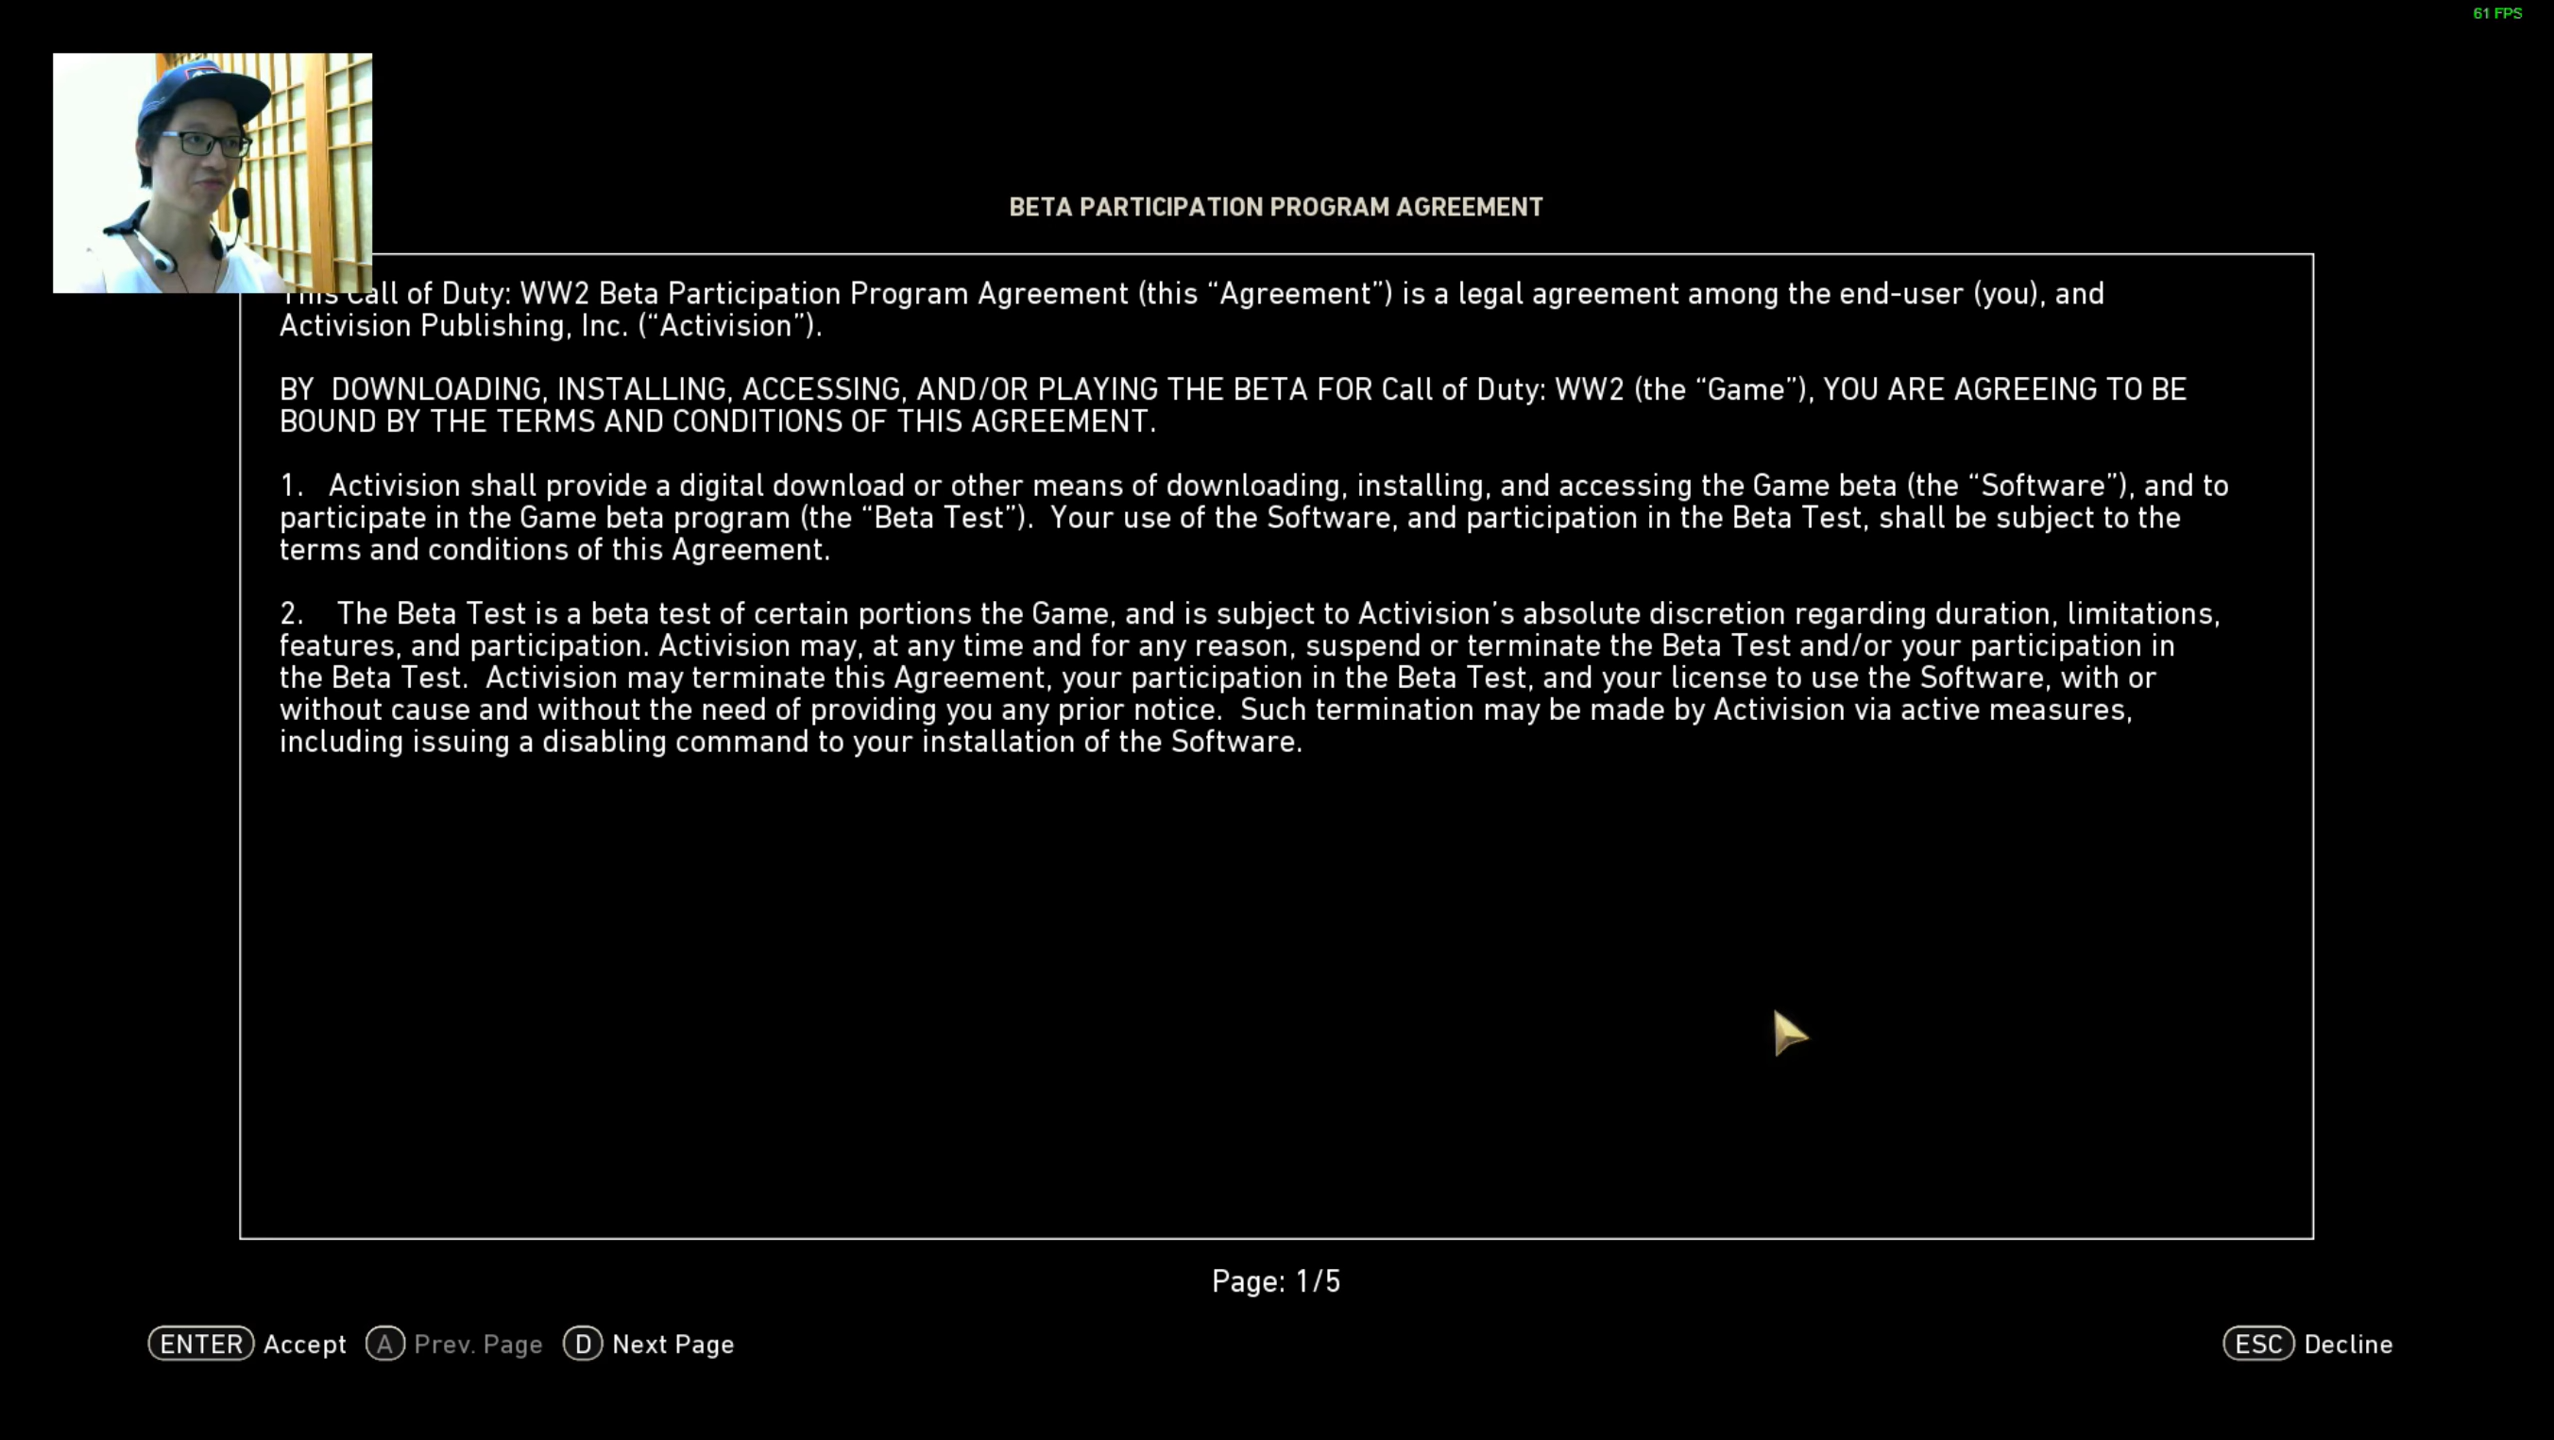 61 FPS
BETA PARTICIPATION PROGRAM AGREEMENT
This Call of Duty: WW2 Beta Participation Program Agreement (this “Agreement”) is a legal agreement among the end-user (you), and
Activision Publishing, Inc. (“Activision”).
BY DOWNLOADING, INSTALLING, ACCESSING, AND/OR PLAYING THE BETA FOR Call of Duty: WW2 (the “Game”), YOU ARE AGREEING TO BE
BOUND BY THE TERMS AND CONDITIONS OF THIS AGREEMENT.
1. Activision shall provide a digital download or other means of downloading, installing, and accessing the Game beta (the “Software”), and to
participate in the Game beta program (the “Beta Test”). Your use of the Software, and participation in the Beta Test, shall be subject to the
terms and conditions of this Agreement.
2. The Beta Test is a beta test of certain portions the Game, and is subject to Activision’s absolute discretion regarding duration, limitations,
features, and participation. Activision may, at any time and for any reason, suspend or terminate the Beta Test and/or your participation in
the Beta Test. Activision may terminate this Agreement, your participation in the Beta Test, and your license to use the Software, with or
without cause and without the need of providing you any prior notice. Such termination may be made by Activision via active measures,
including issuing a disabling command to your installation of the Software.
Page: 1/5
ENTER Accept A Prev. Page D Next Page ESC Decline